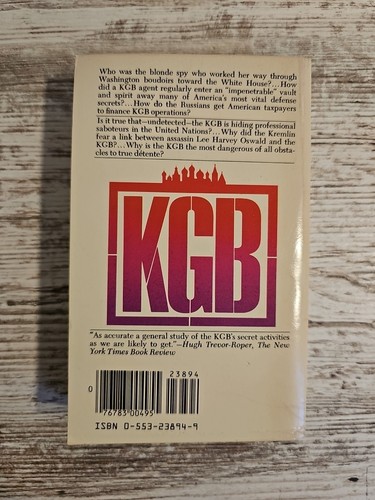 Who was the blonde spy who worked her way through
Washington boudoirs toward the White House?...How
did a KGB agent regularly enter an "impenetrable" vault
and spirit away many of America's most vital defense
secrets?...How do the Russians get American taxpayers
to finance KGB operations?
Is it true that—undetected—the KGB is hiding professional
saboteurs in the United Nations?...Why did the Kremlin
fear a link between assassin Lee Harvey Oswald and the
KGB?...Why is the KGB the most dangerous of all obsta-
cles to true détente?
KGB
"As accurate a general study of the KGB's secret activities
as we are likely to get."—Hugh Trevor-Roper, The New
York Times Book Review
23894
0
76783 00495
ISBN 0-553-23894-9